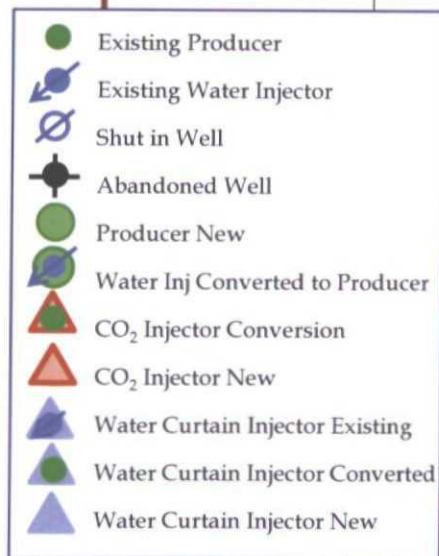 Existing Producer
Existing Water Injector
Shut in Well
Abandoned Well
Producer New
Water Inj Converted to Producer
CO₂ Injector Conversion
CO₂ Injector New
Water Curtain Injector Existing
Water Curtain Injector Converted
Water Curtain Injector New